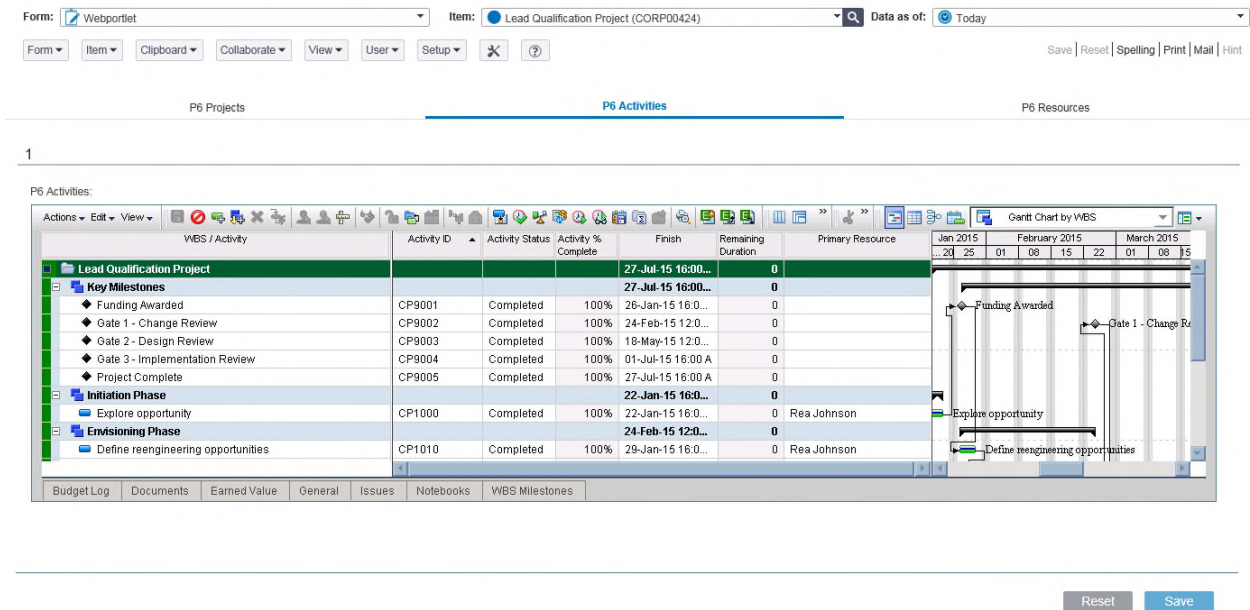 Form: Webportlet Item: Lead Qualification Project (CORP00424) Data as of: Today
Form Item Clipboard Collaborate View User Setup ? Save | Reset | Spelling | Print | Mail | Hint
P6 Projects P6 Activities P6 Resources
1
P6 Activities:
Actions Edit View » » Gantt Chart by WBS
WBS / Activity Activity ID Activity Status Activity % Complete Finish Remaining Duration Primary Resource Jan 2015 February 2015 March 2015
... 20 25 01 08 15 22 01 08 15
Lead Qualification Project 27-Jul-15 16:00... 0
Key Milestones 27-Jul-15 16:00... 0
Funding Awarded CP9001 Completed 100% 26-Jan-15 16:0... 0 Funding Awarded
Gate 1 - Change Review CP9002 Completed 100% 24-Feb-15 12:0... 0 Gate 1 - Change Re
Gate 2 - Design Review CP9003 Completed 100% 18-May-15 12:0... 0
Gate 3 - Implementation Review CP9004 Completed 100% 01-Jul-15 16:00 A 0
Project Complete CP9005 Completed 100% 27-Jul-15 16:00 A 0
Initiation Phase 22-Jan-15 16:0... 0
Explore opportunity CP1000 Completed 100% 22-Jan-15 16:0... 0 Rea Johnson Explore opportunity
Envisioning Phase 24-Feb-15 12:0... 0
Define reengineering opportunities CP1010 Completed 100% 29-Jan-15 16:0... 0 Rea Johnson Define reengineering opportunities
Budget Log Documents Earned Value General Issues Notebooks WBS Milestones
Reset Save